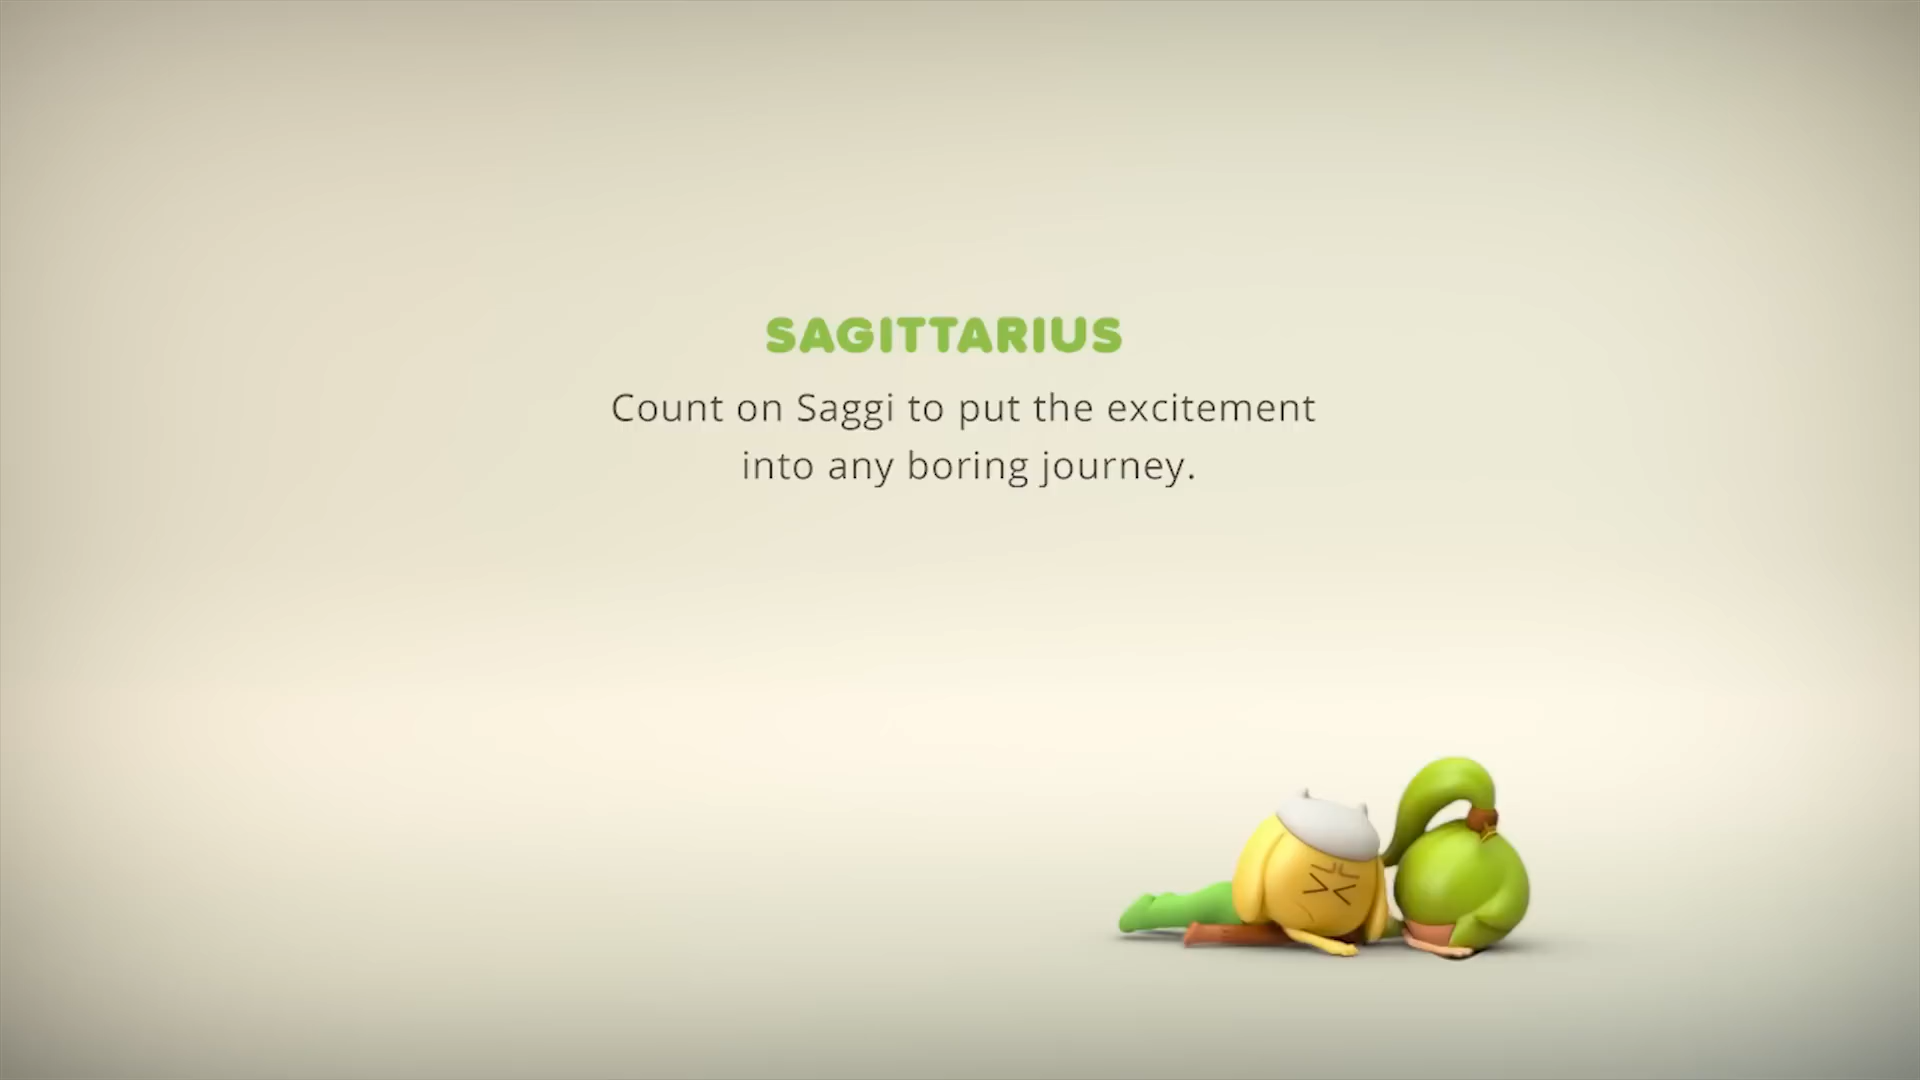 SAGITTARIUS
Count on Saggi to put the excitement
into any boring journey.